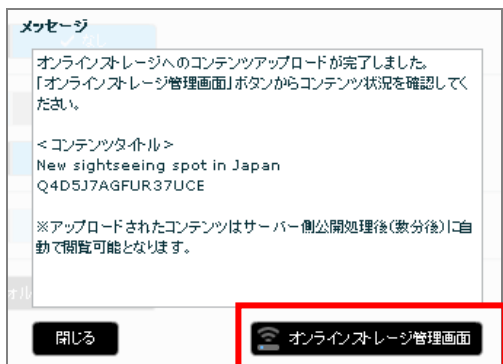 メッセージ
オンラインストレージへのコンテンツアップロードが完了しました。
「オンラインストレージ管理画面」ボタンからコンテンツ状況を確認してく
ださい。
<コンテンツタイトル>
New sightseeing spot in Japan
Q4D5J7AGFUR37UCE
※アップロードされたコンテンツはサーバー側公開処理後(数分後)に自
動で閲覧可能となります。
閉じる
オンラインストレージ管理画面